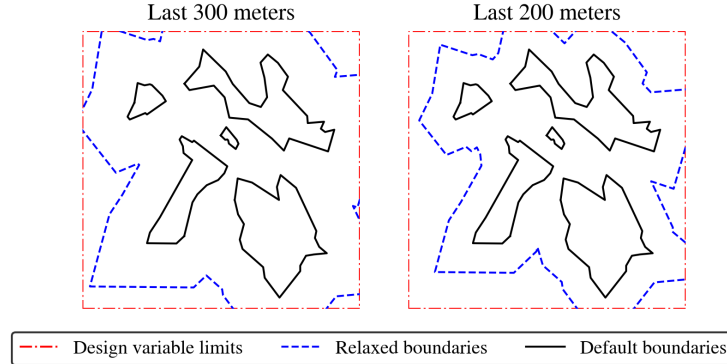 Last 300 meters
Last 200 meters
Design variable limits
Relaxed boundaries
Default boundaries